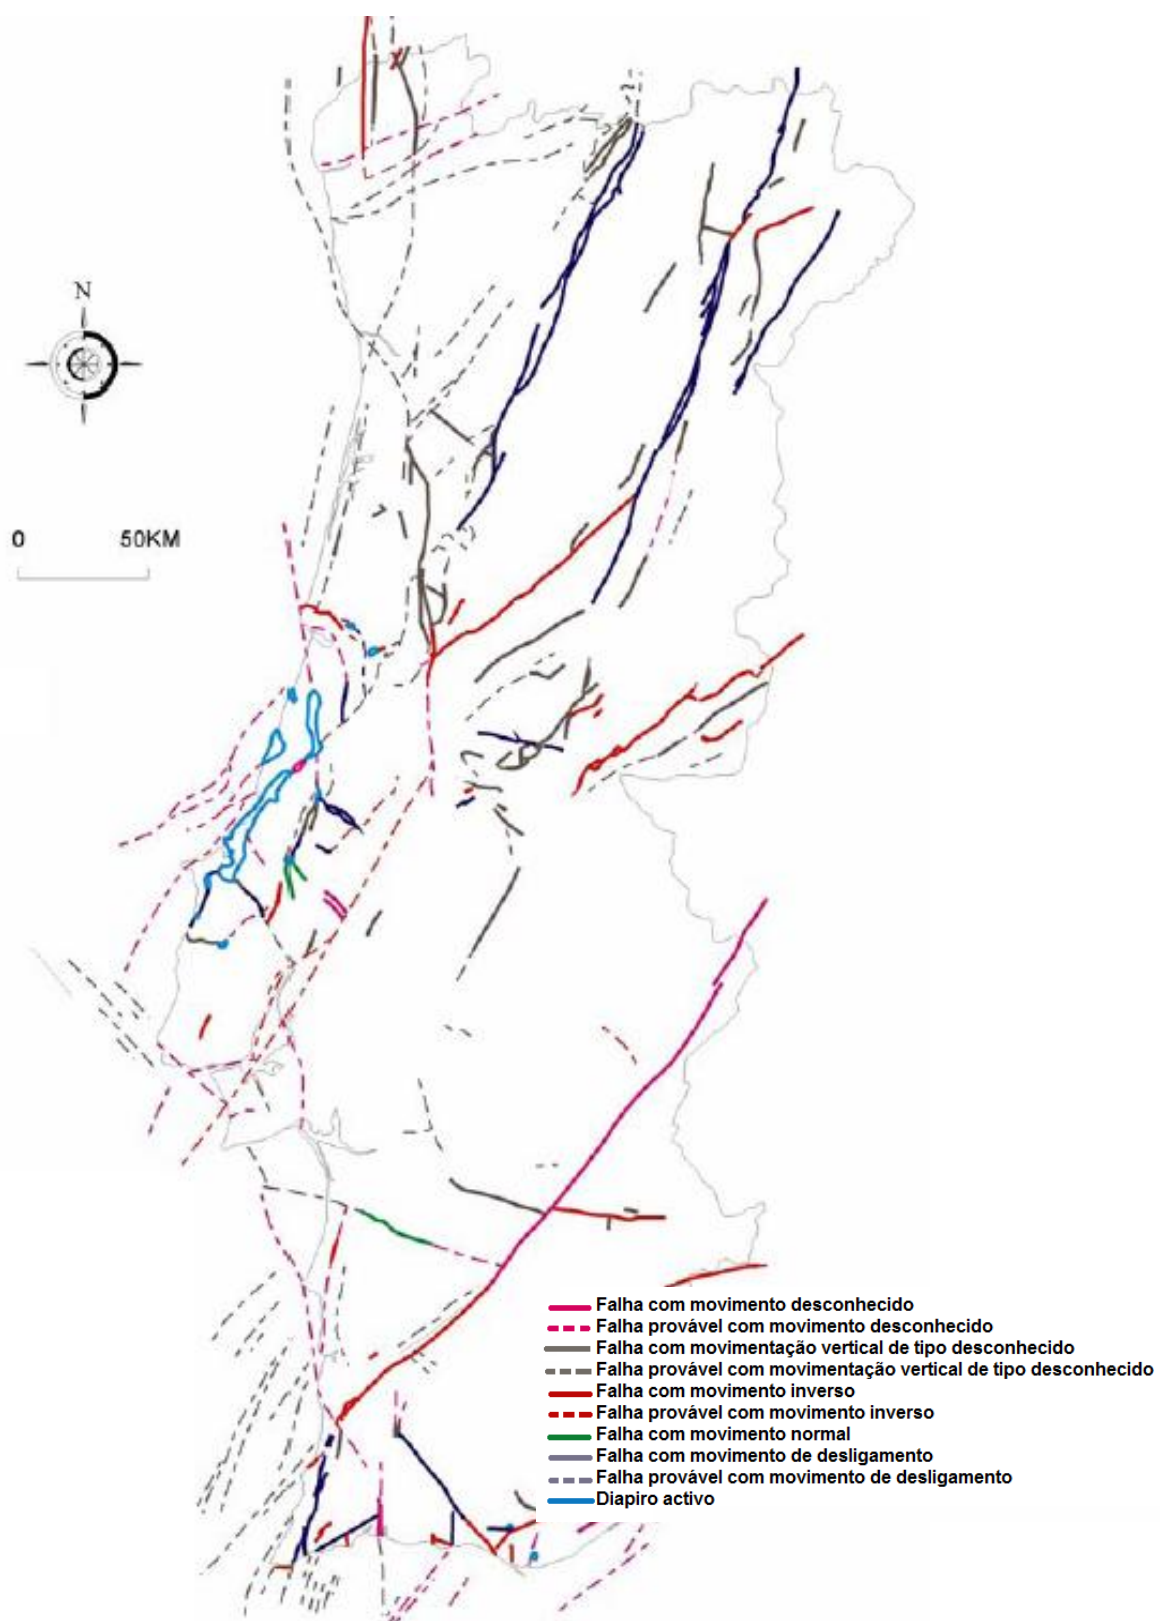 N
0 50KM
Falha com movimento desconhecido
Falha provável com movimento desconhecido
Falha com movimentação vertical de tipo desconhecido
Falha provável com movimentação vertical de tipo desconhecido
Falha com movimento inverso
Falha provável com movimento inverso
Falha com movimento normal
Falha com movimento de desligamento
Falha provável com movimento de desligamento
Diapiro activo